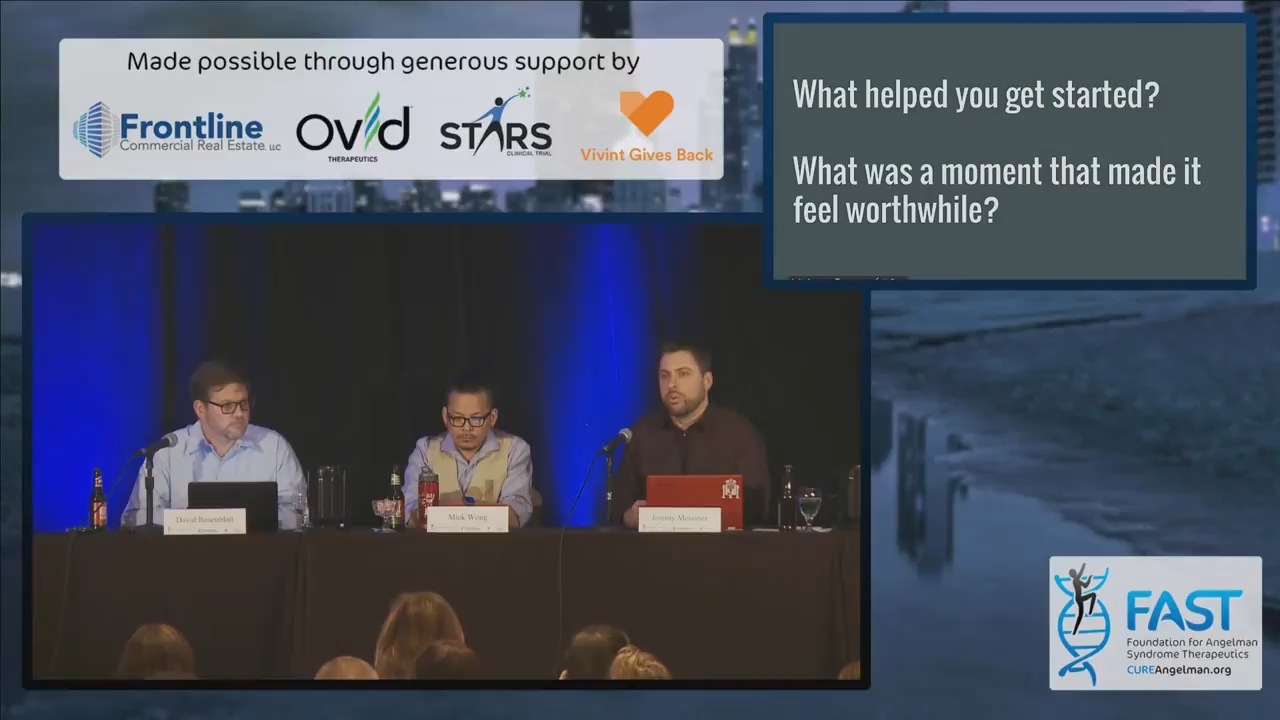 Made possible through generous support by
Frontline
Commercial Real Estate, LLC
Ovid
THERAPEUTICS
STARS
CLINICAL TRIAL
Vivint Gives Back
What helped you get started?
What was a moment that made it
feel worthwhile?
David Rosenblatt
Mick Wong
Jeremy Messmer
FAST
Foundation for Angelman
Syndrome Therapeutics
CUREAngelman.org